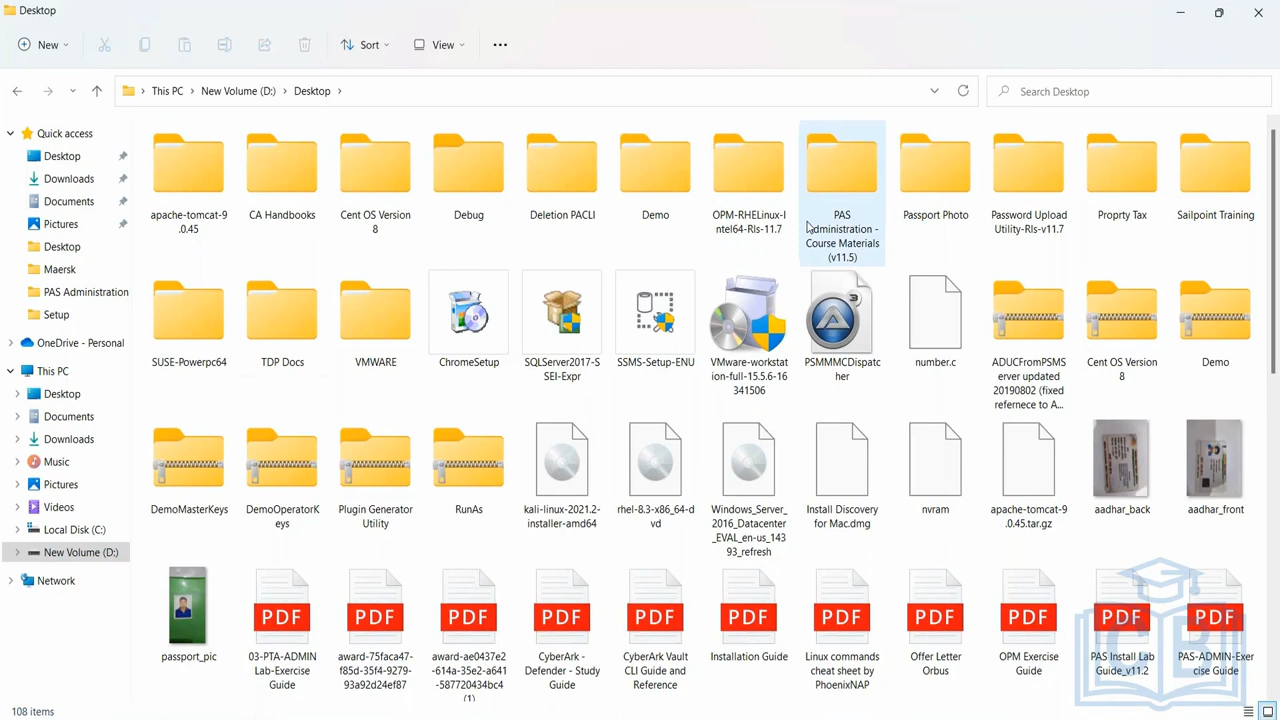 Desktop
New
Sort
View
This PC
New Volume (D:)
Desktop
Search Desktop
Quick access
Desktop
Downloads
Documents
Pictures
Desktop
Maersk
PAS Administration
Setup
OneDrive - Personal
This PC
Desktop
Documents
Downloads
Music
Pictures
Videos
Local Disk (C:)
New Volume (D:)
Network
apache-tomcat-9
.0.45
CA Handbooks
Cent OS Version
8
Debug
Deletion PACLI
Demo
OPM-RHELinux-I
ntel64-Rls-11.7
PAS
Administration -
Course Materials
(v11.5)
Passport Photo
Password Upload
Utility-Rls-v11.7
Proprty Tax
Sailpoint Training
SUSE-Powerpc64
TDP Docs
VMWARE
ChromeSetup
SQLServer2017-S
SEI-Expr
SSMS-Setup-ENU
VMware-workstat
ion-full-15.5.6-16
341506
PSMMMCDispatc
her
number.c
ADUCFromPSMS
erver updated
20190802 (fixed
refernece to A...
Cent OS Version
8
Demo
DemoMasterKeys
DemoOperatorK
eys
Plugin Generator
Utility
RunAs
kali-linux-2021.2-
installer-amd64
rhel-8.3-x86_64-d
vd
Windows_Server_
2016_Datacenter
_EVAL_en-us_143
93_refresh
Install Discovery
for Mac.dmg
nvram
apache-tomcat-9
.0.45.tar.gz
aadhar_back
aadhar_front
passport_pic
PDF
03-PTA-ADMIN
Lab-Exercise
Guide
PDF
award-75faca47-
f85d-35f4-9279-
93a92d24ef87
PDF
award-ae0437e2
-614a-35e2-a641
-587720434bc4
(1)
PDF
CyberArk -
Defender - Study
Guide
PDF
CyberArk Vault
CLI Guide and
Reference
PDF
Installation Guide
PDF
Linux commands
cheat sheet by
PhoenixNAP
PDF
Offer Letter
Orbus
PDF
OPM Exercise
Guide
PDF
PAS Install Lab
Guide_v11.2
PDF
PAS-ADMIN-Exer
cise Guide
CB
108 items